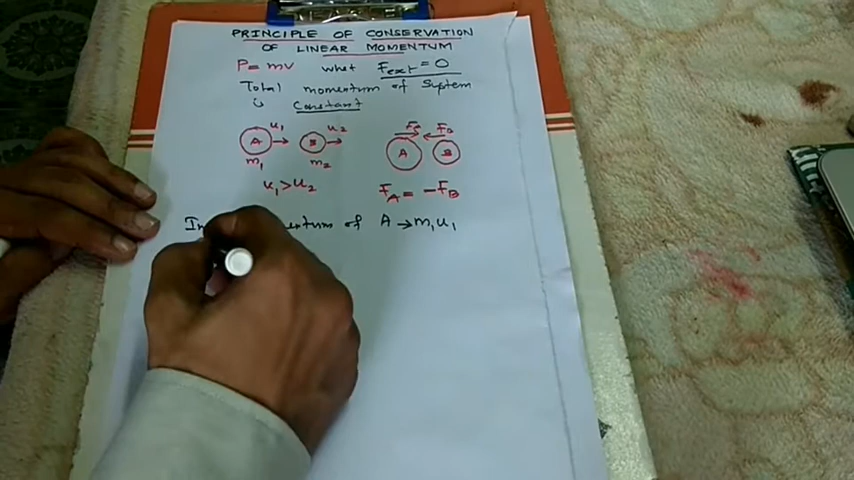 PRINCIPLE OF CONSERVATION
OF LINEAR MOMENTUM
P = mv when Fext = 0
Total momentum of System
is Constant
A u1 B u2 FB FA
m1 m2 A B
u1 > u2
FA = -FB
of A → m1u1